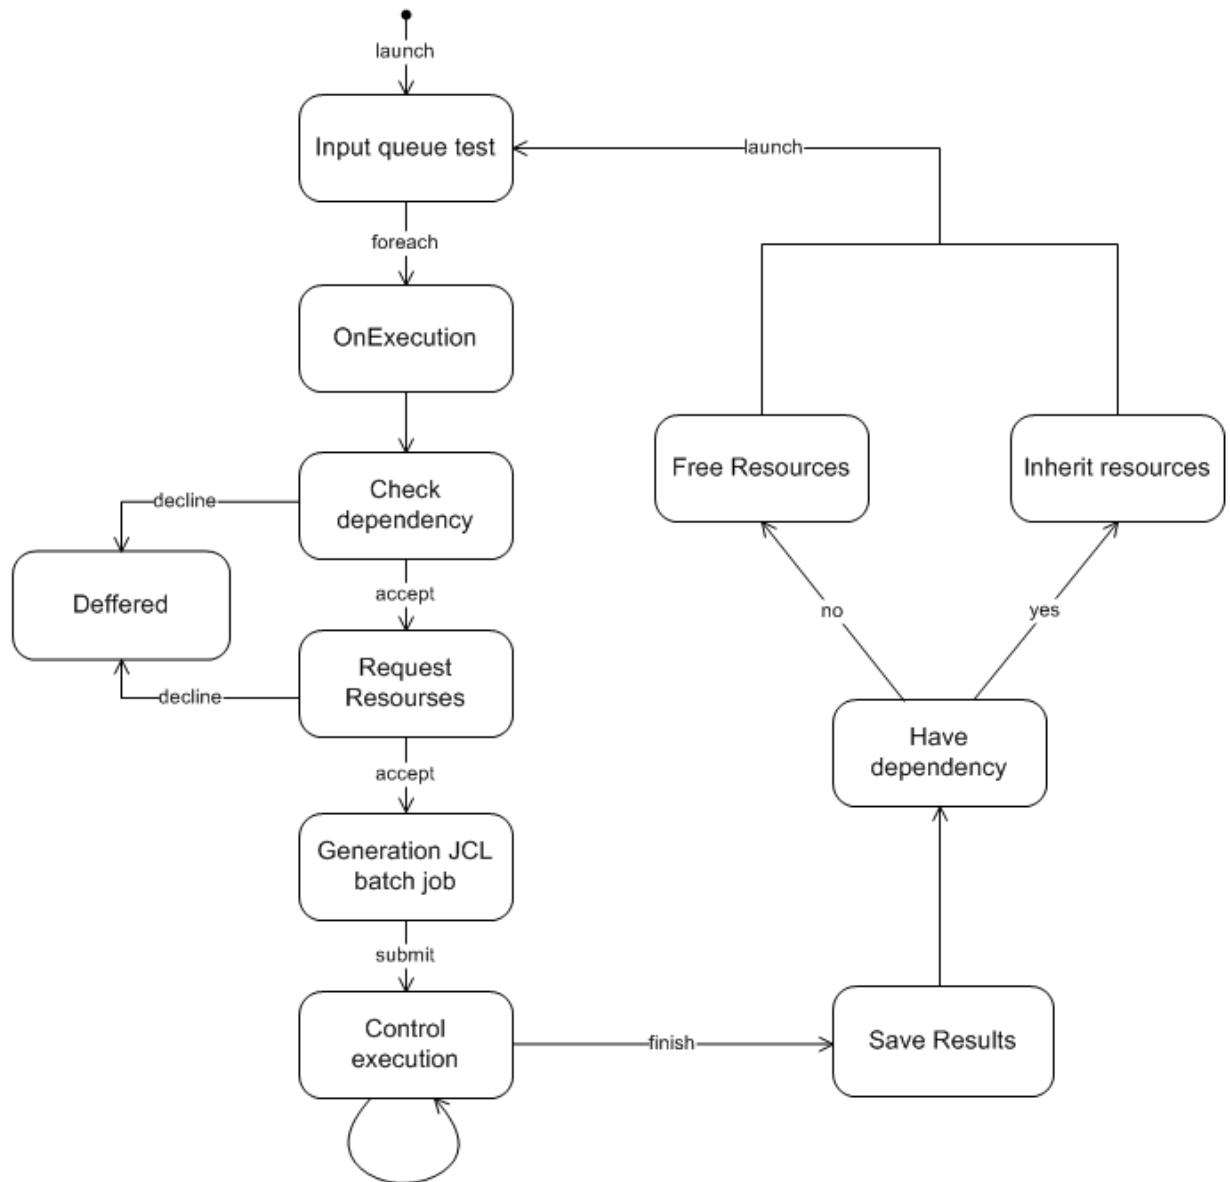 launch
Input queue test
launch
foreach
OnExecution
Free Resources
Inherit resources
Check
dependency
decline
accept
Deffered
no
yes
Request
Resourses
decline
accept
Have
dependency
Generation JCL
batch job
submit
Control
execution
finish
Save Results